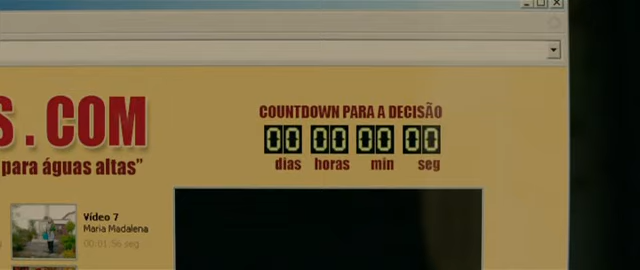 S.COM
para águas altas”
COUNTDOWN PARA A DECISÃO
00 00 00 00
dias horas min seg
Vídeo 7
Maria Madalena
00:01:56 seg